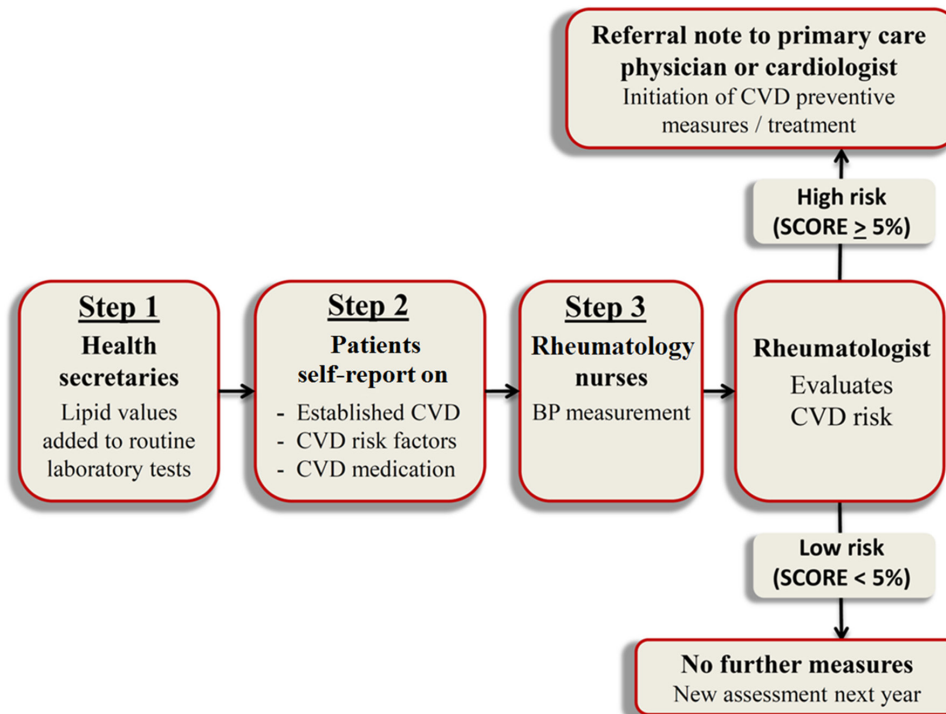 Referral note to primary care
physician or cardiologist
Initiation of CVD preventive
measures / treatment
High risk
(SCORE ≥ 5%)
Step 1
Health
secretaries
Lipid values
added to routine
laboratory tests
Step 2
Patients
self-report on
- Established CVD
- CVD risk factors
- CVD medication
Step 3
Rheumatology
nurses
BP measurement
Rheumatologist
Evaluates
CVD risk
Low risk
(SCORE < 5%)
No further measures
New assessment next year